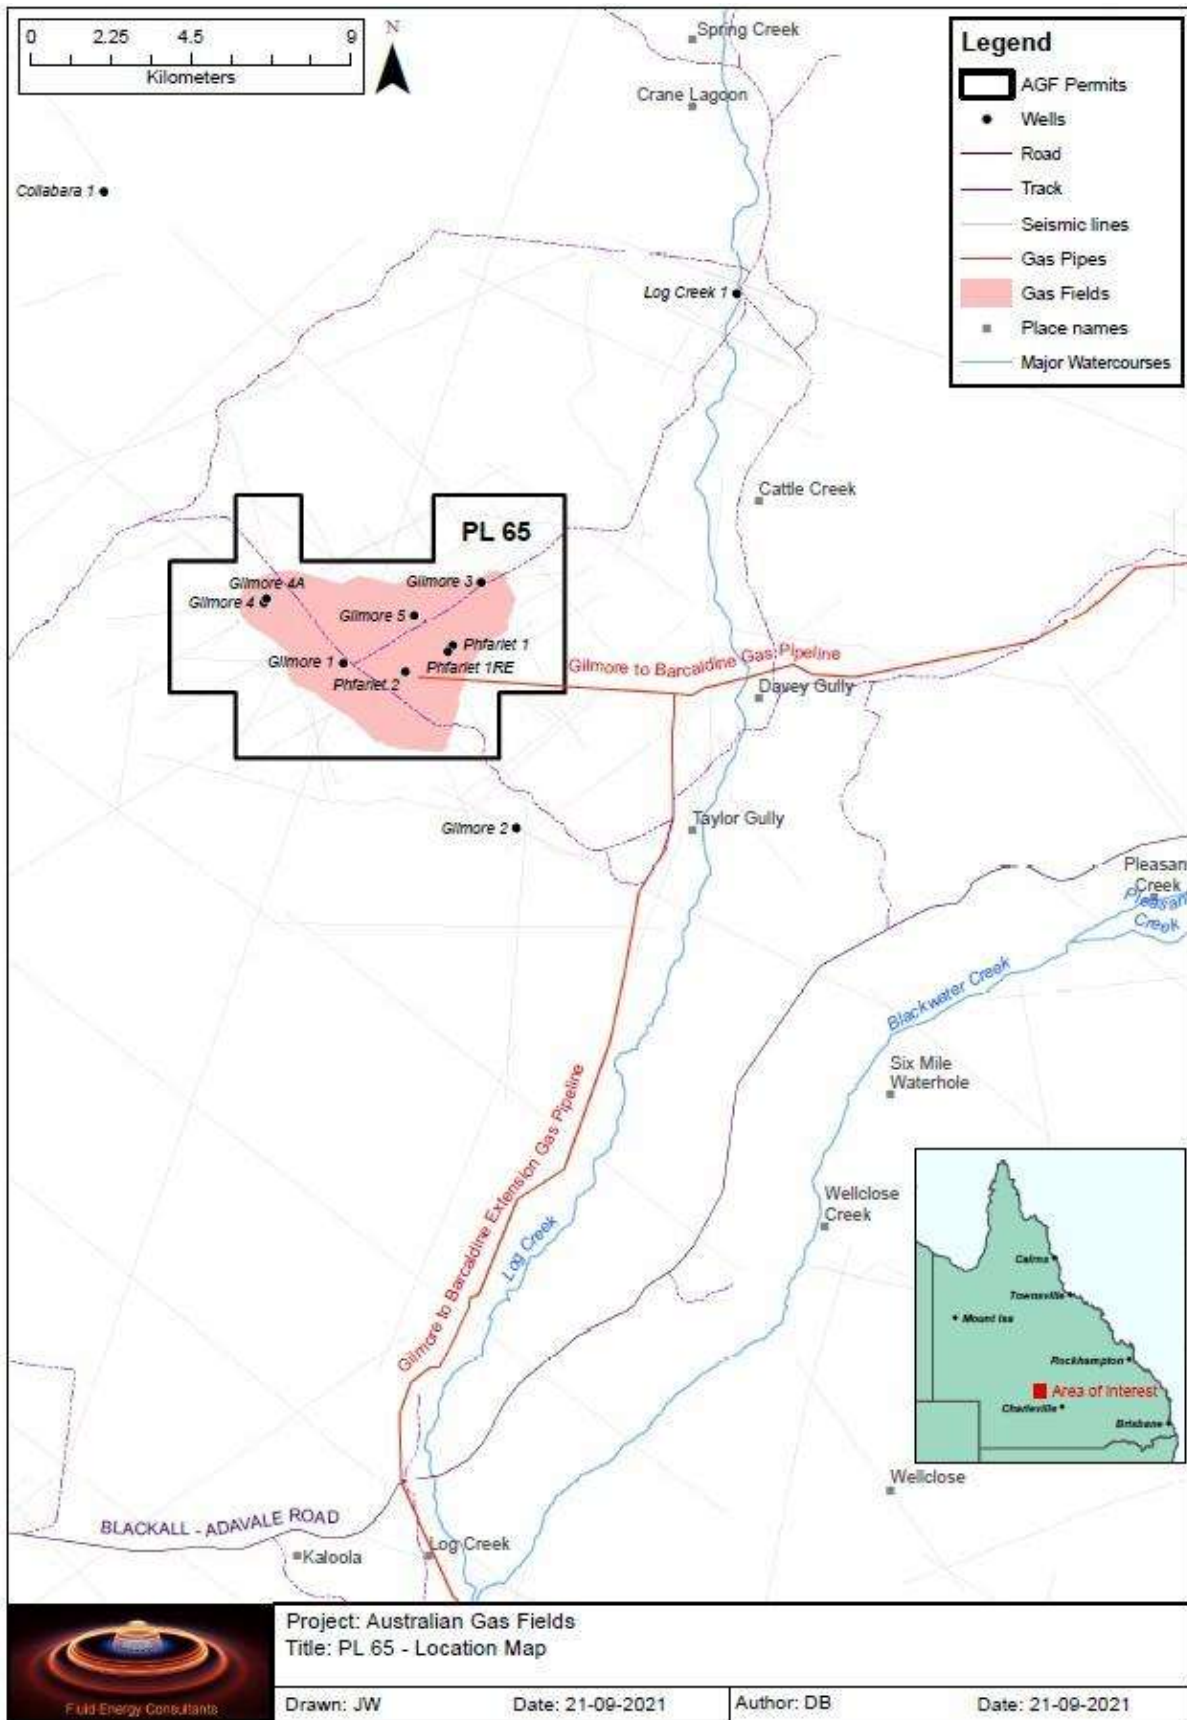 0 2.25 4.5 9
Kilometers
N
Spring Creek
Crane Lagoon
Legend
AGF Permits
Wells
Road
Track
Seismic lines
Gas Pipes
Gas Fields
Place names
Major Watercourses
Collabara 1
Log Creek 1
Cattle Creek
PL 65
Gilmore 4A
Gilmore 4
Gilmore 3
Gilmore 5
Phfarlet 1
Gilmore 1
Phfarlet 1RE
Phfarlet 2
Gilmore to Barcaldine Gas Pipeline
Davey Gully
Gilmore 2
Taylor Gully
Pleasan
Creek
Pleasan
Creek
Blackwater Creek
Six Mile
Waterhole
Gilmore to Barcaldine Extension Gas Pipeline
Log Creek
Wellclose
Creek
Cairns
Townsville
Mount Isa
Rockhampton
Area of Interest
Charleville
Brisbane
Wellclose
BLACKALL - ADAVALE ROAD
Kaloola
Log Creek
Fluid Energy Consultants
Project: Australian Gas Fields
Title: PL 65 - Location Map
Drawn: JW Date: 21-09-2021 Author: DB Date: 21-09-2021